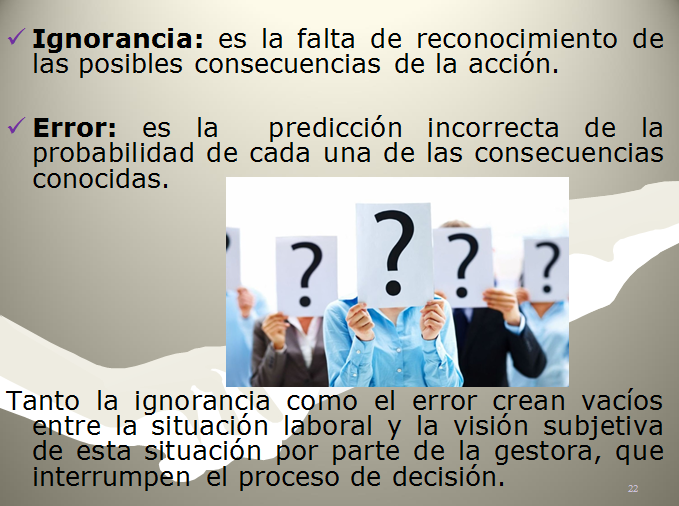 ✓ Ignorancia: es la falta de reconocimiento de
las posibles consecuencias de la acción.
✓ Error: es la predicción incorrecta de la
probabilidad de cada una de las consecuencias
conocidas.
? ? ? ?
Tanto la ignorancia como el error crean vacíos
entre la situación laboral y la visión subjetiva
de esta situación por parte de la gestora, que
interrumpen el proceso de decisión.
22